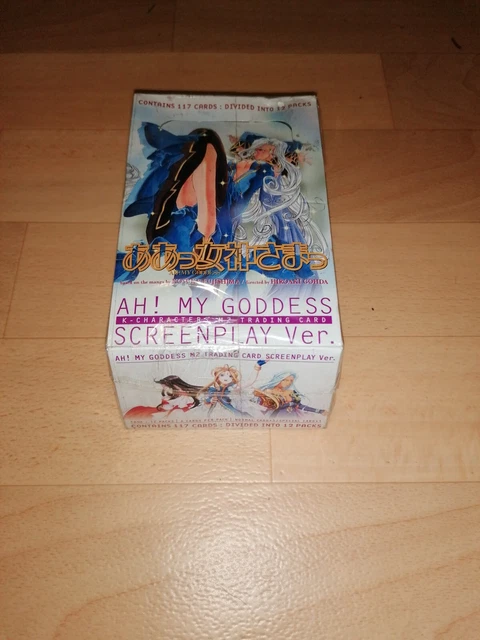 CONTAINS 117 CARDS : DIVIDED INTO 13 PACKS
ああっ女神さまっ
AH! MY GODDESS
K-CHARACTERS M2 TRADING CARD
SCREENPLAY Ver.
AH! MY GODDESS M2 TRADING CARD SCREENPLAY Ver.
CONTAINS 117 CARDS : DIVIDED INTO 13 PACKS